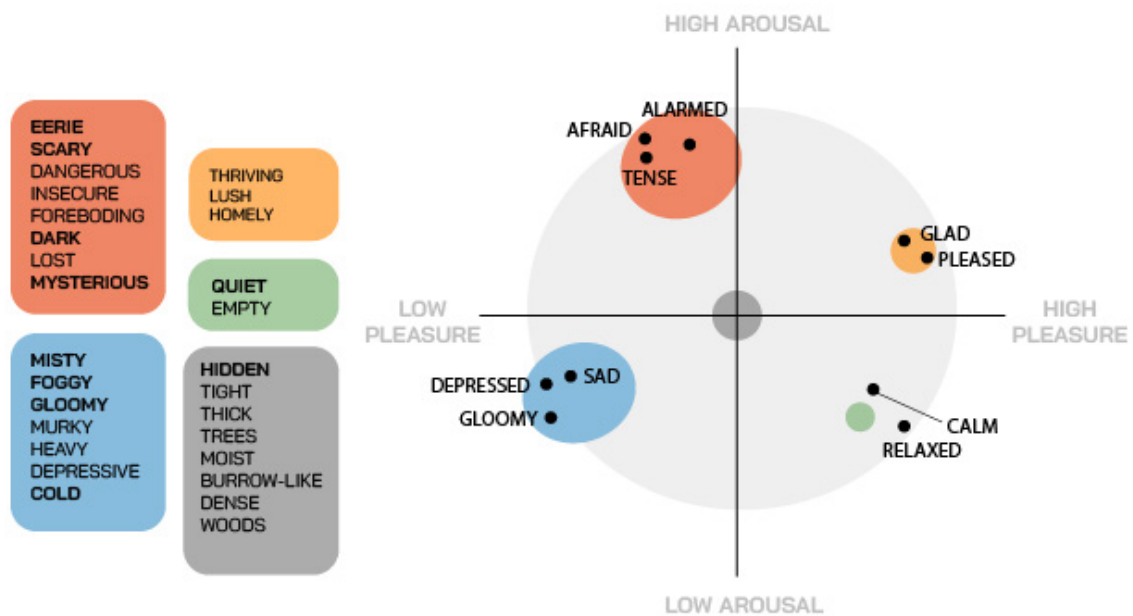 EERIE
SCARY
DANGEROUS
INSECURE
FOREBODING
DARK
LOST
MYSTERIOUS
THRIVING
LUSH
HOMELY
QUIET
EMPTY
MISTY
FOGGY
GLOOMY
MURKY
HEAVY
DEPRESSIVE
COLD
HIDDEN
TIGHT
THICK
TREES
MOIST
BURROW-LIKE
DENSE
WOODS
HIGH AROUSAL
ALARMED
AFRAID
TENSE
GLAD
PLEASED
LOW
PLEASURE
HIGH
PLEASURE
DEPRESSED
SAD
GLOOMY
CALM
RELAXED
LOW AROUSAL